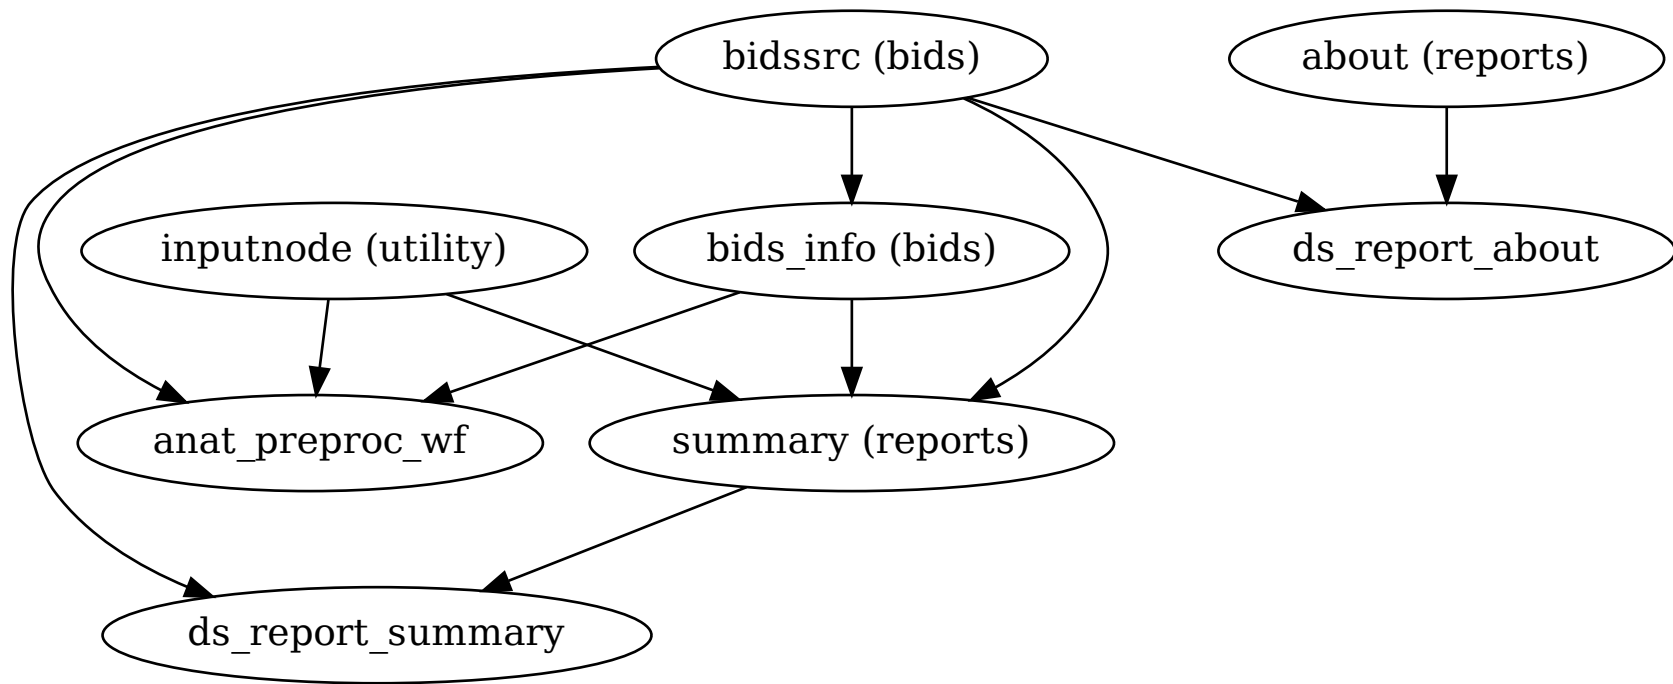 bidssrc (bids)
about (reports)
inputnode (utility)
bids_info (bids)
ds_report_about
anat_preproc_wf
summary (reports)
ds_report_summary